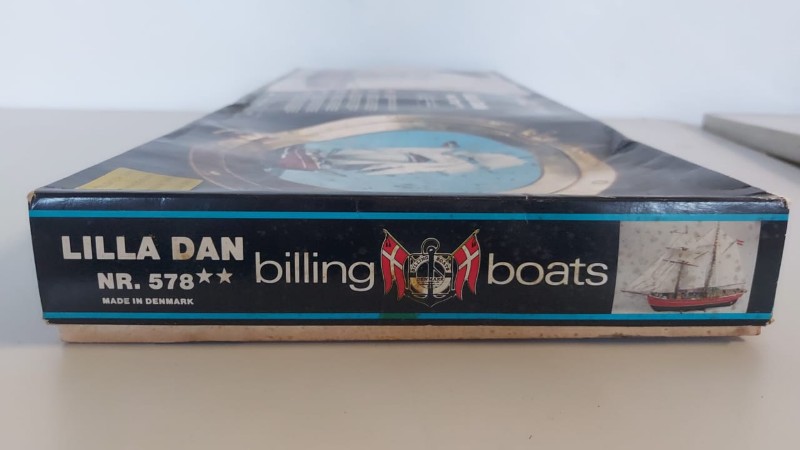 LILLA DAN
NR. 578★★
MADE IN DENMARK
billing boats